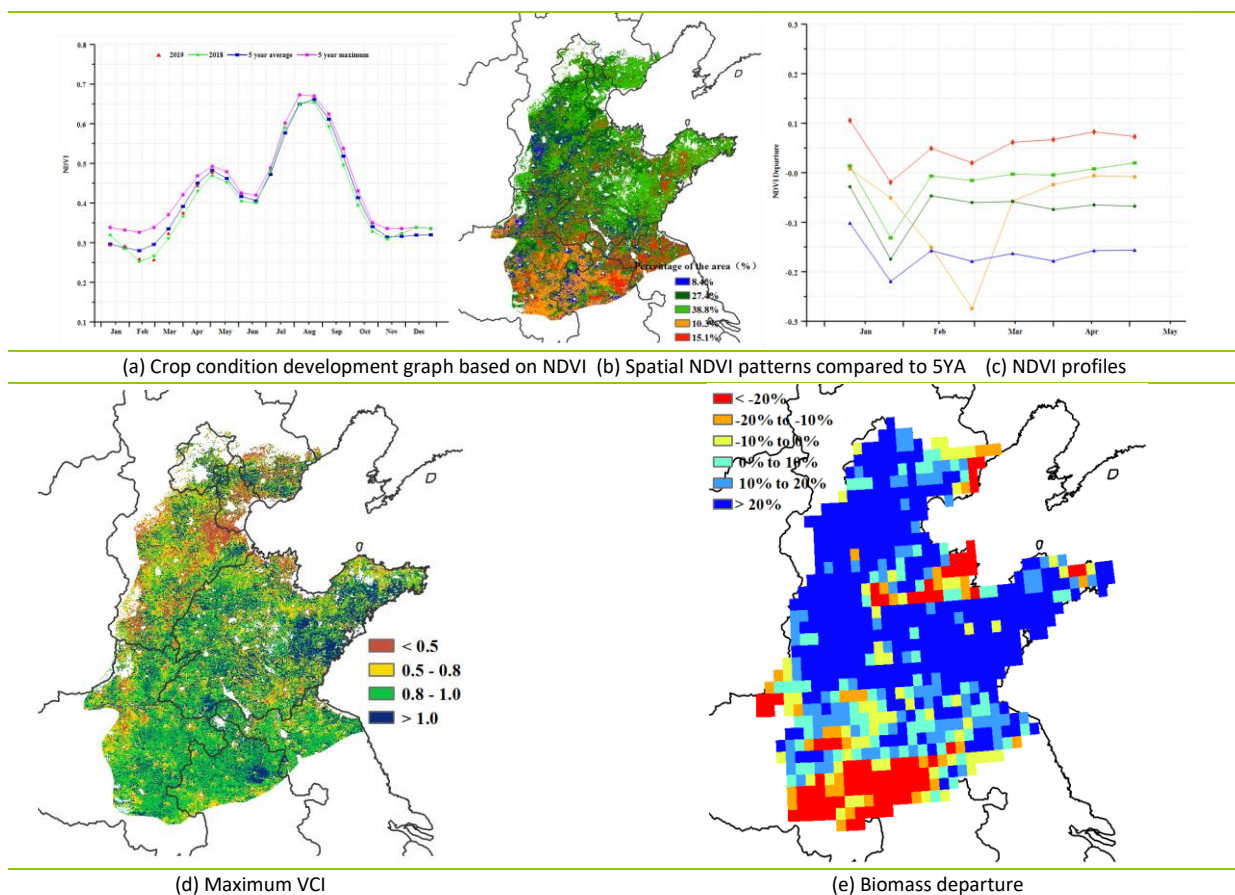 0.8
0.7
0.6
0.5
0.4
0.3
0.2
0.1
NDVI
2019 2018 5 year average 5 year maximum
Jan Feb Mar Apr May Jun Jul Aug Sep Oct Nov Dec
Percentage of the area（%）
8.4%
27.4%
38.8%
10.3%
15.1%
0.3
0.1
-0.0
-0.1
-0.2
-0.3
NDVI Departure
Jan Feb Mar Apr May
(a) Crop condition development graph based on NDVI (b) Spatial NDVI patterns compared to 5YA (c) NDVI profiles
< 0.5
0.5 - 0.8
0.8 - 1.0
> 1.0
< -20%
-20% to -10%
-10% to 0%
0% to 10%
10% to 20%
> 20%
(d) Maximum VCI (e) Biomass departure